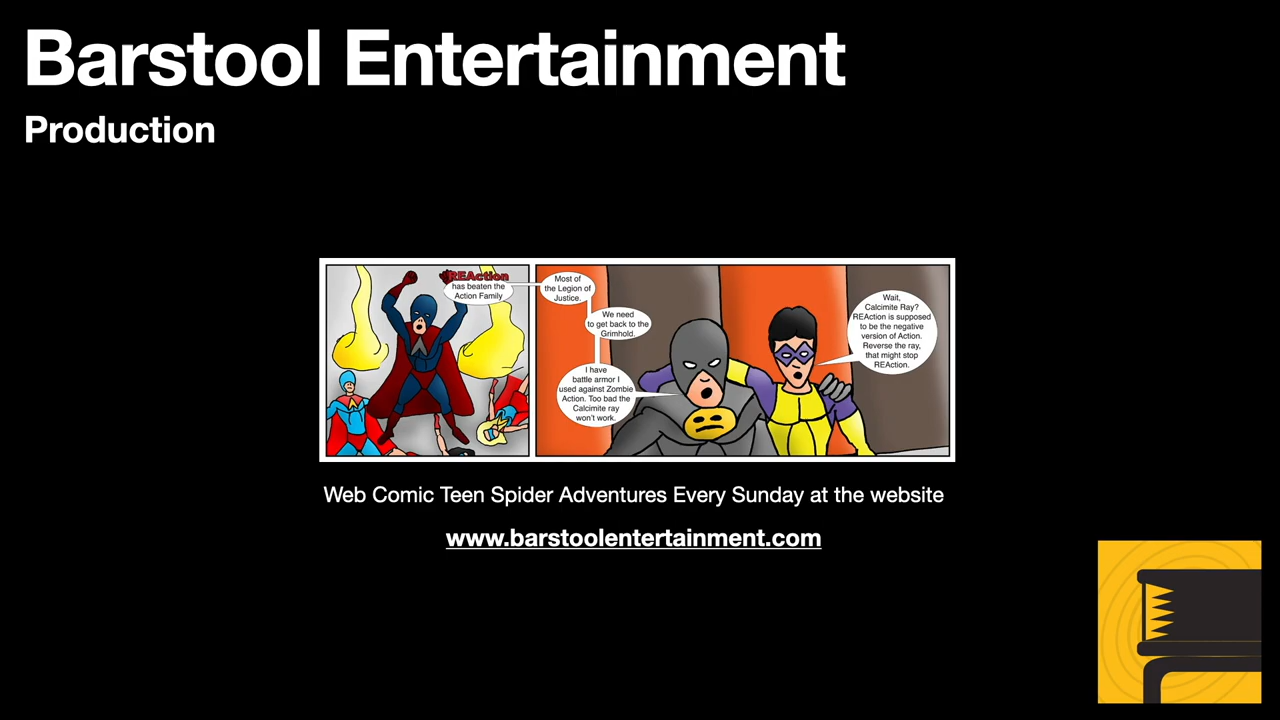 Barstool Entertainment
Production
REAction
has beaten the
Action Family
Most of
the Legion of
Justice.
We need
to get back to the
Grimhold.
I have
battle armor I
used against Zombie
Action. Too bad the
Calcimite ray
won't work.
Wait,
Calcimite Ray?
REAction is supposed
to be the negative
version of Action.
Reverse the ray,
that might stop
REAction.
Web Comic Teen Spider Adventures Every Sunday at the website
www.barstoolentertainment.com